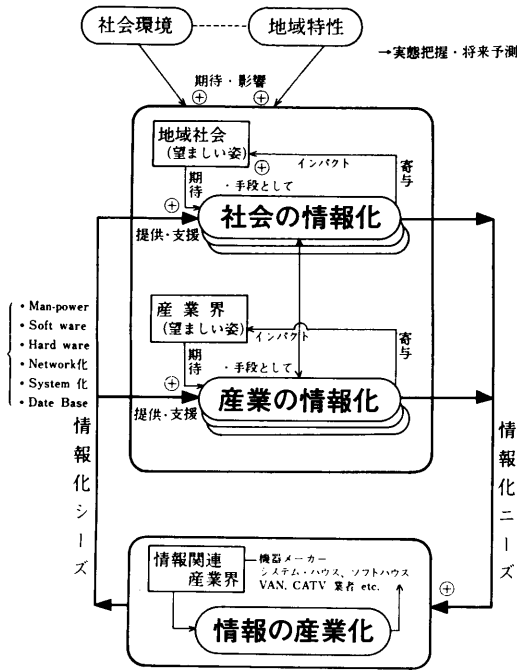 社会環境
地域特性
→実態把握・将来予測
期待・影響
⊕ ⊕
地域社会
(望ましい姿)
⊕ インパクト
寄与
期待
・手段として
⊕
社会の情報化
提供・支援
・Man-power
・Soft ware
・Hard ware
・Network化
・System 化
・Date Base
産業界
(望ましい姿)
インパクト
寄与
期待
・手段として
⊕
産業の情報化
提供・支援
情報化シーズ
情報化ニーズ
情報関連
産業界
機器メーカー
システム・ハウス、ソフトハウス
VAN, CATV 業者 etc.
⊕
情報の産業化